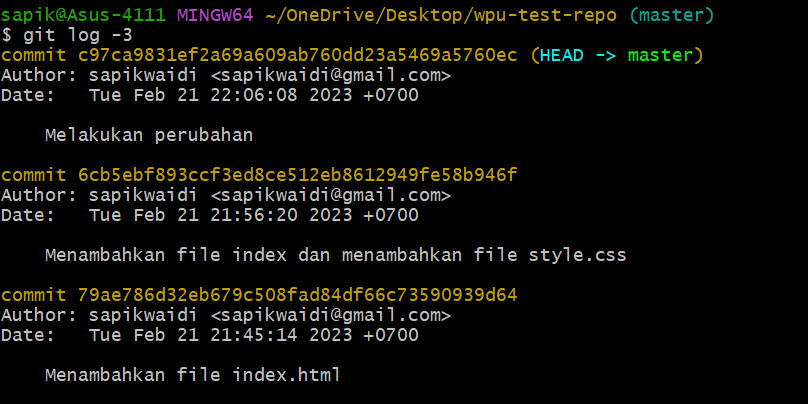 sapik@Asus-4111 MINGW64 ~/OneDrive/Desktop/wpu-test-repo (master)
$ git log -3
commit c97ca9831ef2a69a609ab760dd23a5469a5760ec (HEAD -> master)
Author: sapikwaidi <sapikwaidi@gmail.com>
Date:   Tue Feb 21 22:06:08 2023 +0700
    Melakukan perubahan
commit 6cb5ebf893ccf3ed8ce512eb8612949fe58b946f
Author: sapikwaidi <sapikwaidi@gmail.com>
Date:   Tue Feb 21 21:56:20 2023 +0700
    Menambahkan file index dan menambahkan file style.css
commit 79ae786d32eb679c508fad84df66c73590939d64
Author: sapikwaidi <sapikwaidi@gmail.com>
Date:   Tue Feb 21 21:45:14 2023 +0700
    Menambahkan file index.html